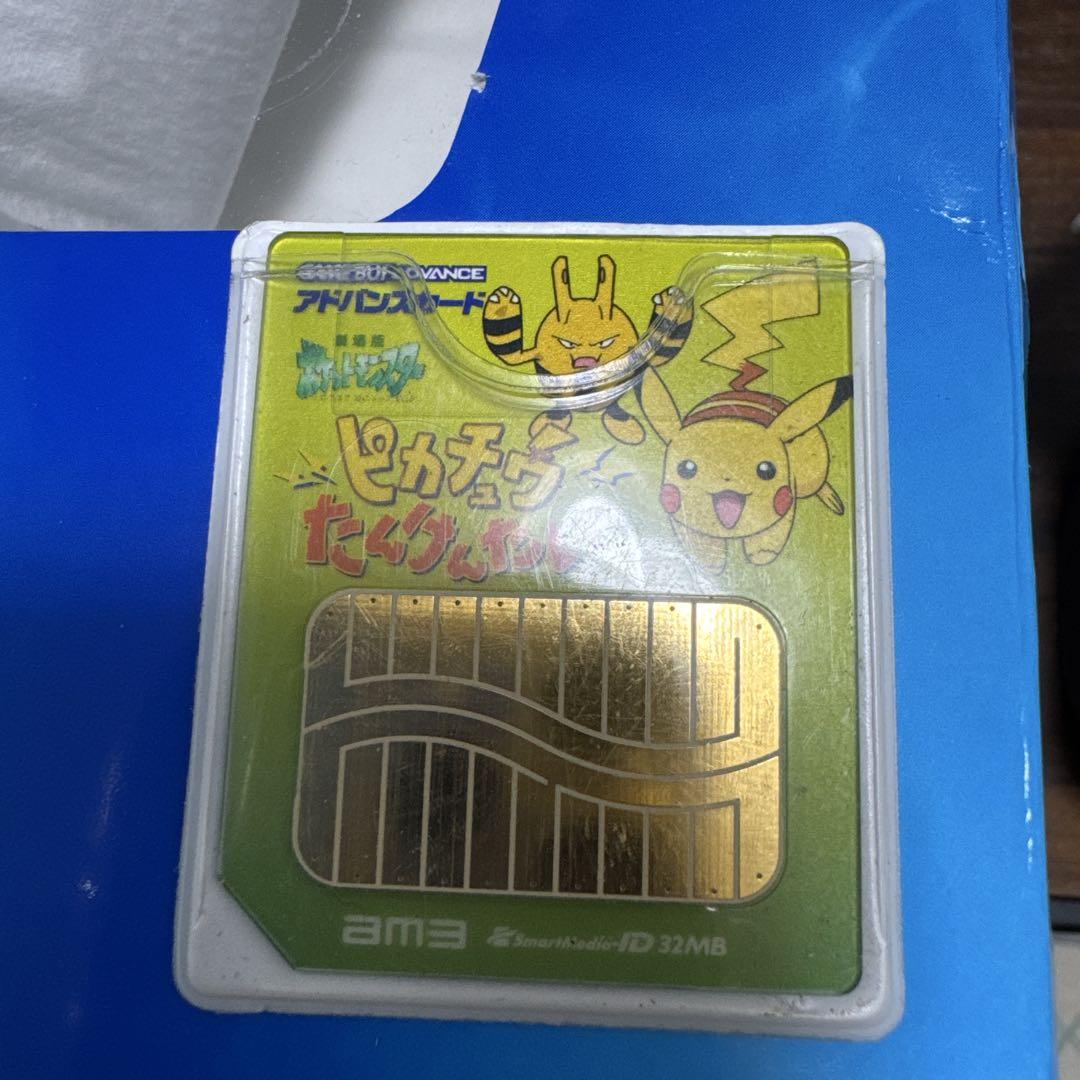 GAME BOY ADVANCE
アドバンスカード
劇場版
ポケットモンスター
ピカチュウ
たんけんたい
am3
SmartMedia-ID 32MB